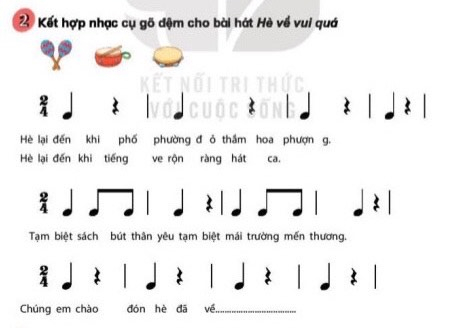 2 Kết hợp nhạc cụ gõ đệm cho bài hát Hè về vui quá
KẾT NỐI TRI THỨC
VỚI CUỘC SỐNG
2
4
Hè lại đến khi phố phường đ ỏ thắm hoa phượn g.
Hè lại đến khi tiếng ve rộn ràng hát ca.
2
4
Tạm biệt sách bút thân yêu tạm biệt mái trường mến thương.
2
4
Chúng em chào đón hè đã về..............................